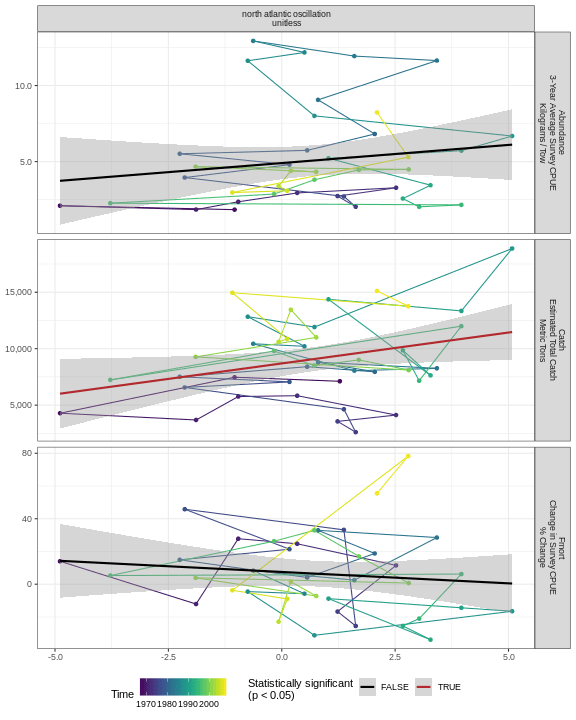 north atlantic oscillation
unitless
10.0
5.0
Abundance
3-Year Average Survey CPUE
Kilograms / Tow
15,000
10,000
5,000
Catch
Estimated Total Catch
Metric Tons
80
40
0
Fmort
Change in Survey CPUE
% Change
-5.0
-2.5
0.0
2.5
5.0
Time
1970 1980 1990 2000
Statistically significant
(p < 0.05)
FALSE
TRUE